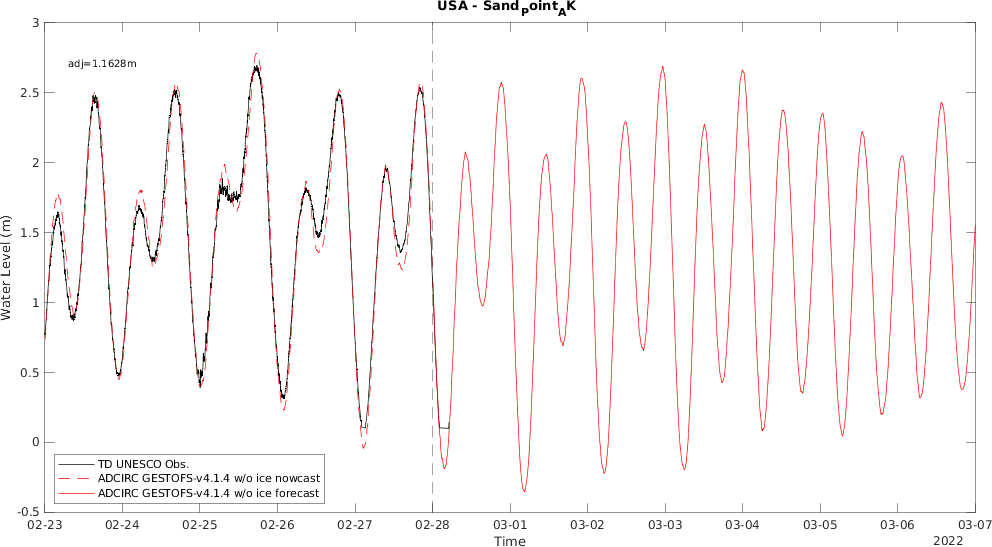 USA - Sand_Point_AK
3
adj=1.1628m
2.5
2
1.5
1
0.5
0
-0.5
Water Level (m)
TD UNESCO Obs.
ADCIRC GESTOFS-v4.1.4 w/o ice nowcast
ADCIRC GESTOFS-v4.1.4 w/o ice forecast
02-23 02-24 02-25 02-26 02-27 02-28 03-01 03-02 03-03 03-04 03-05 03-06 03-07
Time
2022